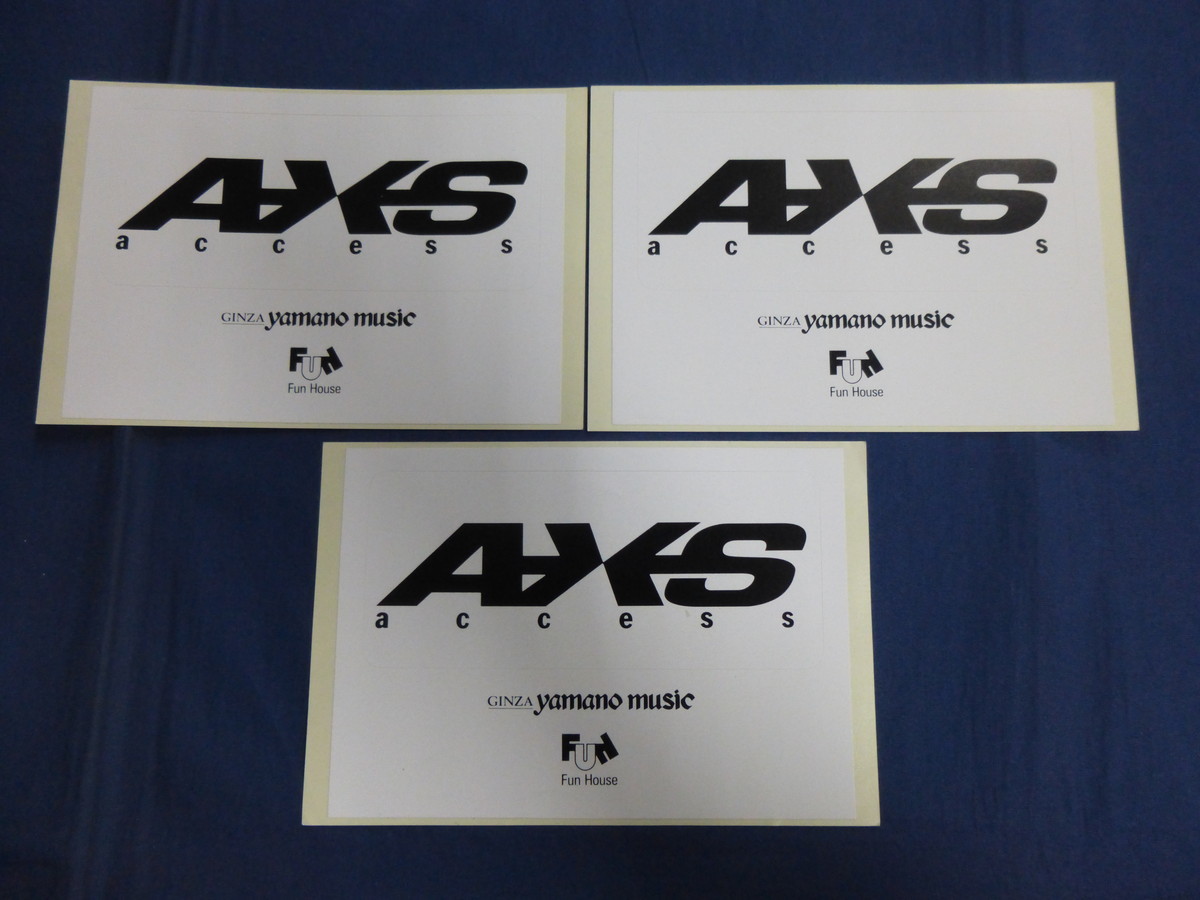 AXS
access
GINZA yamano music
FUN
Fun House
AXS
access
GINZA yamano music
FUN
Fun House
AXS
access
GINZA yamano music
FUN
Fun House